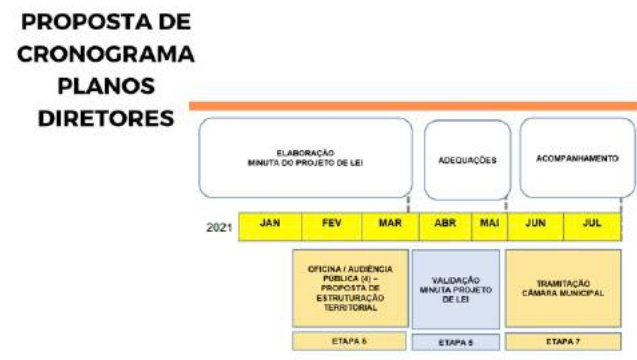 PROPOSTA DE
CRONOGRAMA
PLANOS
DIRETORES
ELABORAÇÃO
MINUTA DO PROJETO DE LEI
ADEQUAÇÕES
ACOMPANHAMENTO
2021 JAN FEV MAR ABR MAI JUN JUL
OFICINA / AUDIÊNCIA
PÚBLICA (4) –
PROPOSTA DE
ESTRUTURAÇÃO
TERRITORIAL
VALIDAÇÃO
MINUTA PROJETO
DE LEI
TRAMITAÇÃO
CÂMARA MUNICIPAL
ETAPA 6 ETAPA 5 ETAPA 7